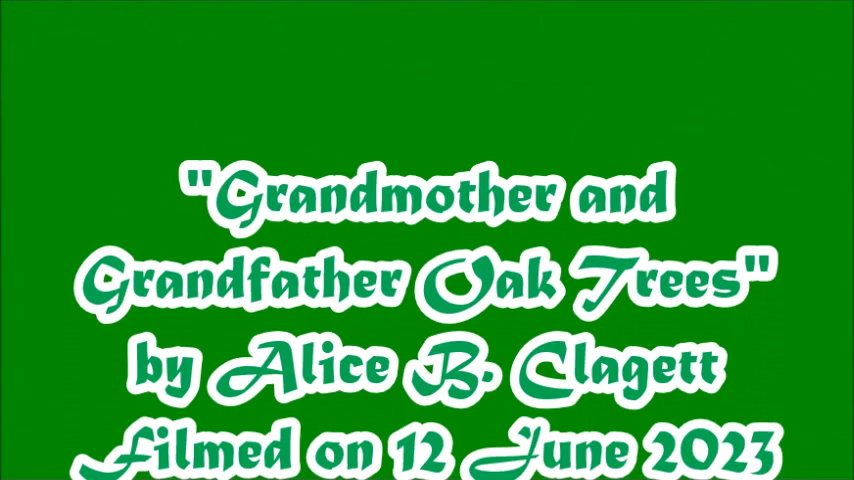 "Grandmother and
Grandfather Oak Trees"
by Alice B. Clagett
Filmed on 12 June 2023